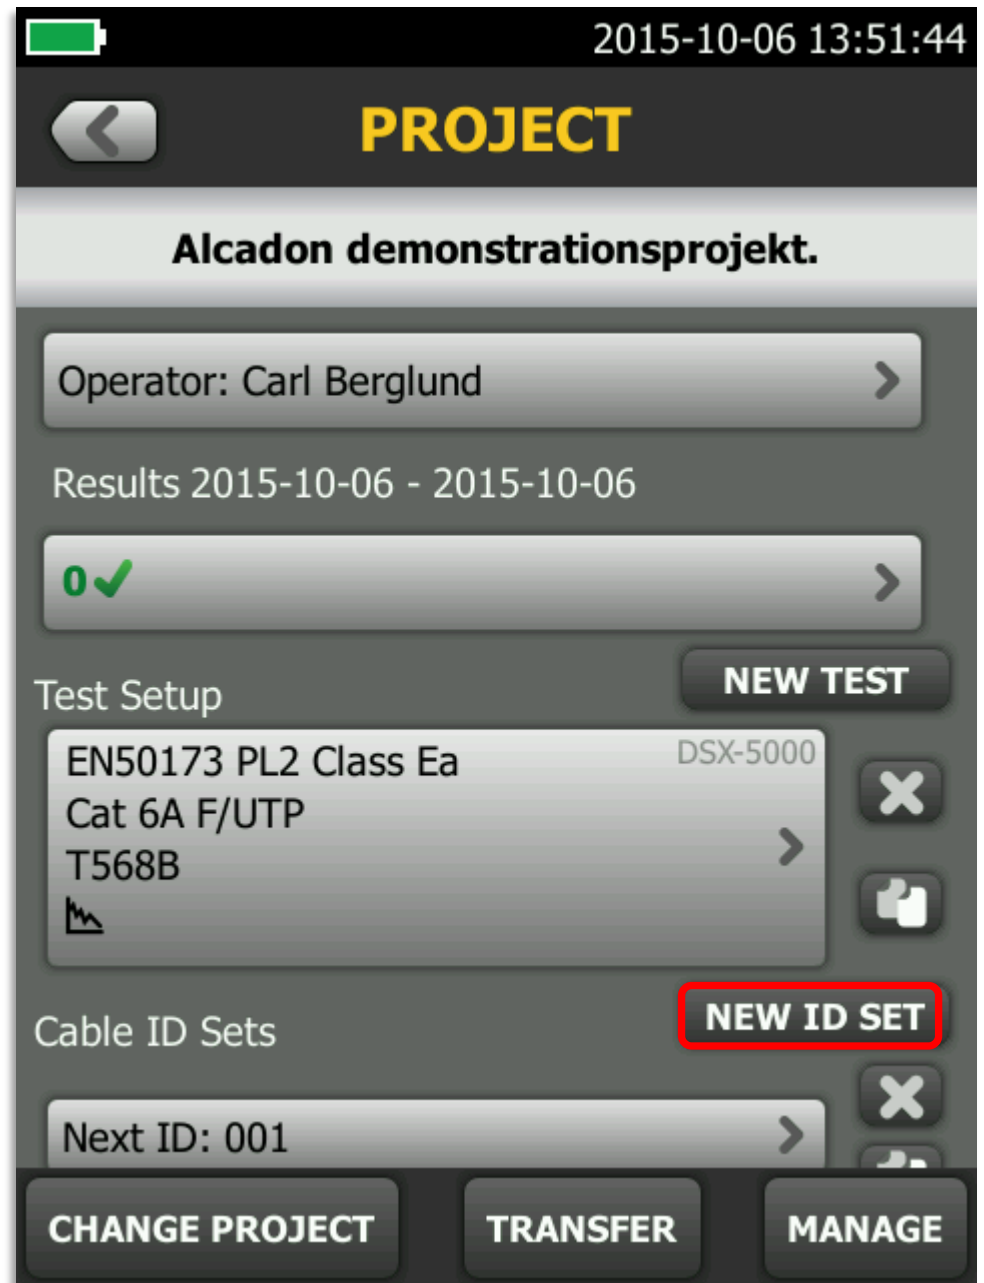 2015-10-06 13:51:44
PROJECT
Alcadon demonstrationsprojekt.
Operator: Carl Berglund
Results 2015-10-06 - 2015-10-06
0
NEW TEST
Test Setup
EN50173 PL2 Class Ea
DSX-5000
Cat 6A F/UTP
T568B
NEW ID SET
Cable ID Sets
Next ID: 001
CHANGE PROJECT
TRANSFER
MANAGE